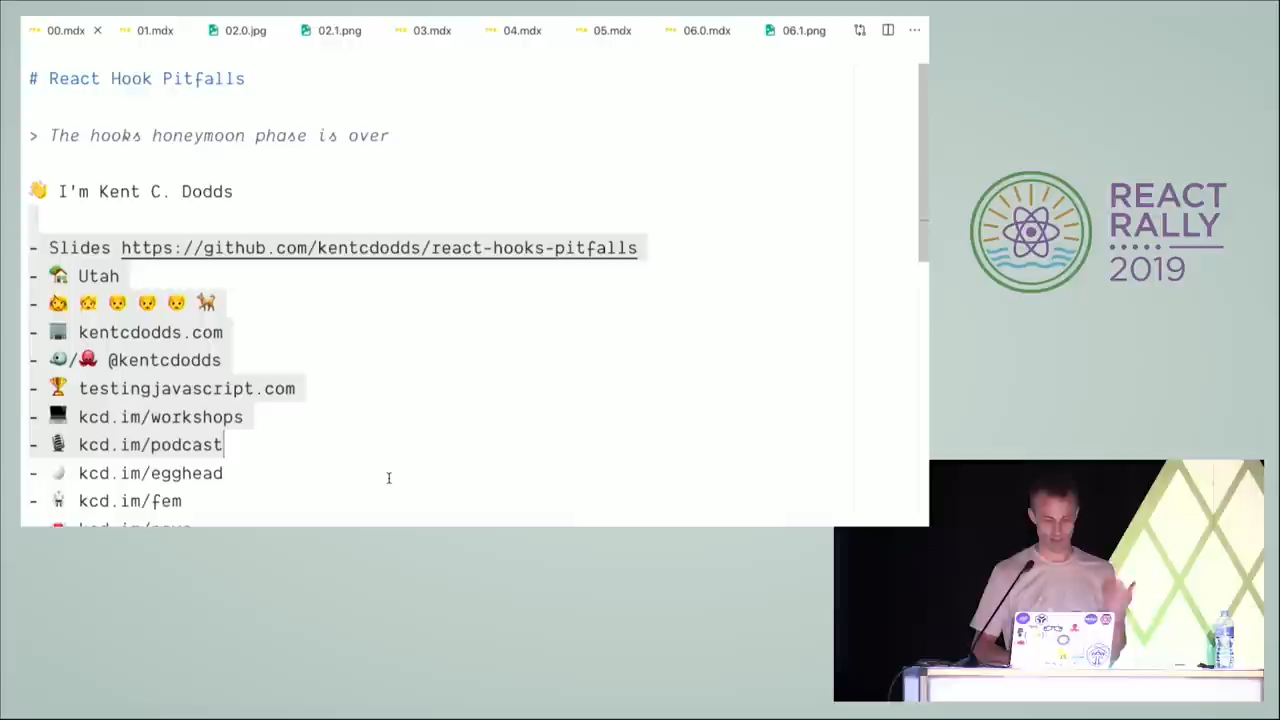 00.mdx
01.mdx
02.0.jpg
02.1.png
03.mdx
04.mdx
05.mdx
06.0.mdx
06.1.png
# React Hook Pitfalls
> The hooks honeymoon phase is over
👋 I'm Kent C. Dodds
- Slides https://github.com/kentcdodds/react-hooks-pitfalls
- 🏡 Utah
- 👩 👧 👦 👦 👦 🐕
- 🏢 kentcdodds.com
- 🐦/🐙 @kentcdodds
- 🏆 testingjavascript.com
- 💻 kcd.im/workshops
- 🎙 kcd.im/podcast
- 🥚 kcd.im/egghead
- kcd.im/fem
REACT
RALLY
2019